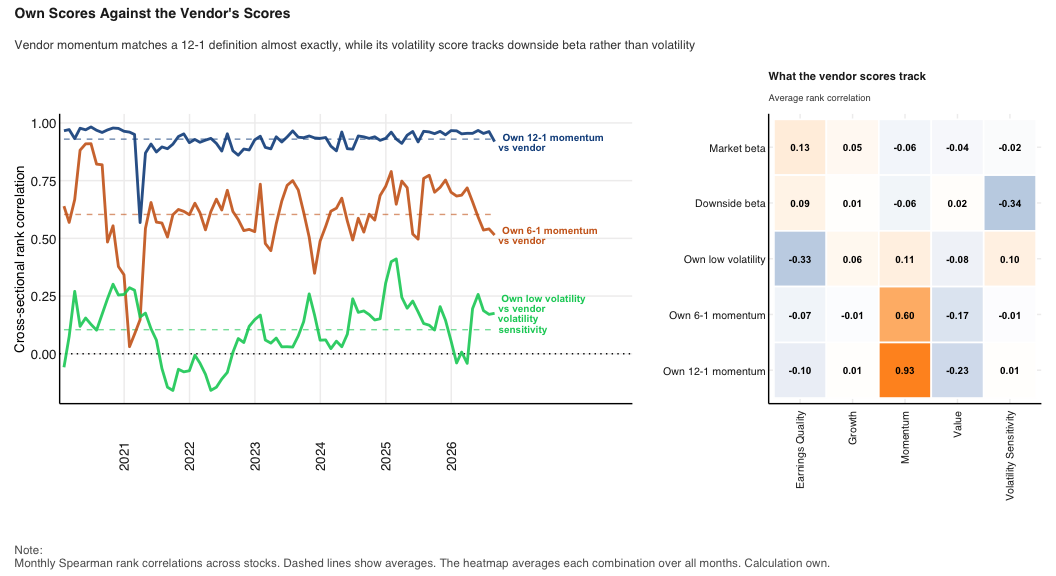 Own Scores Against the Vendor's Scores
Vendor momentum matches a 12-1 definition almost exactly, while its volatility score tracks downside beta rather than volatility
Cross-sectional rank correlation
1.00
0.75
0.50
0.25
0.00
2021
2022
2023
2024
2025
2026
Own 12-1 momentum
vs vendor
Own 6-1 momentum
vs vendor
Own low volatility
vs vendor
volatility
sensitivity
What the vendor scores track
Average rank correlation
Market beta 0.13 0.05 -0.06 -0.04 -0.02
Downside beta 0.09 0.01 -0.06 0.02 -0.34
Own low volatility -0.33 0.06 0.11 -0.08 0.10
Own 6-1 momentum -0.07 -0.01 0.60 -0.17 -0.01
Own 12-1 momentum -0.10 0.01 0.93 -0.23 0.01
Earnings Quality
Growth
Momentum
Value
Volatility Sensitivity
Note:
Monthly Spearman rank correlations across stocks. Dashed lines show averages. The heatmap averages each combination over all months. Calculation own.